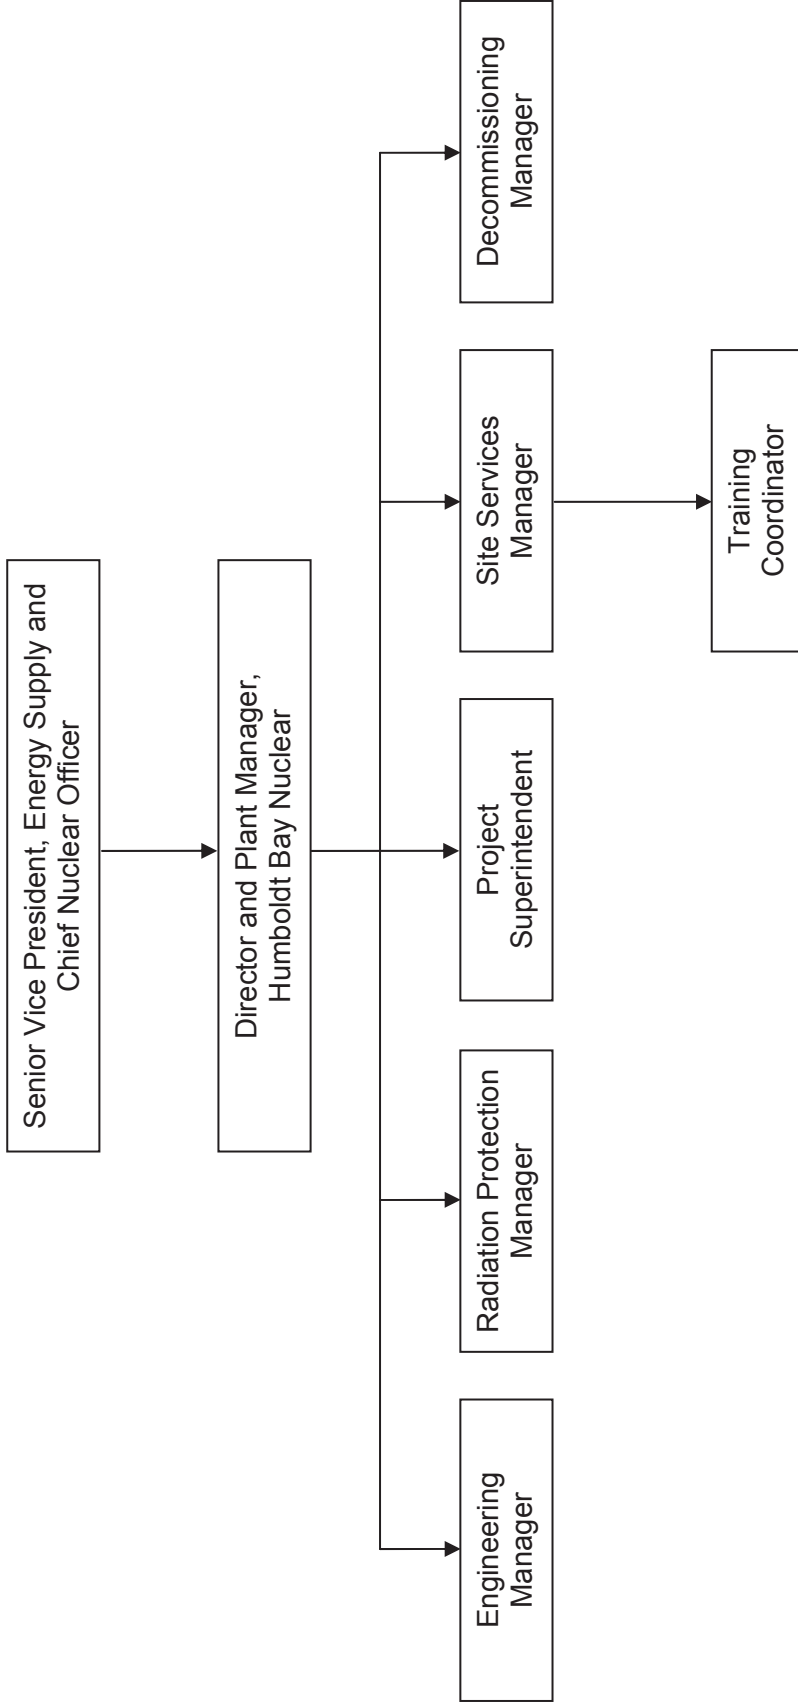 Senior Vice President, Energy Supply and
Chief Nuclear Officer
Director and Plant Manager,
Humboldt Bay Nuclear
Engineering
Manager
Radiation Protection
Manager
Project
Superintendent
Site Services
Manager
Decommissioning
Manager
Training
Coordinator